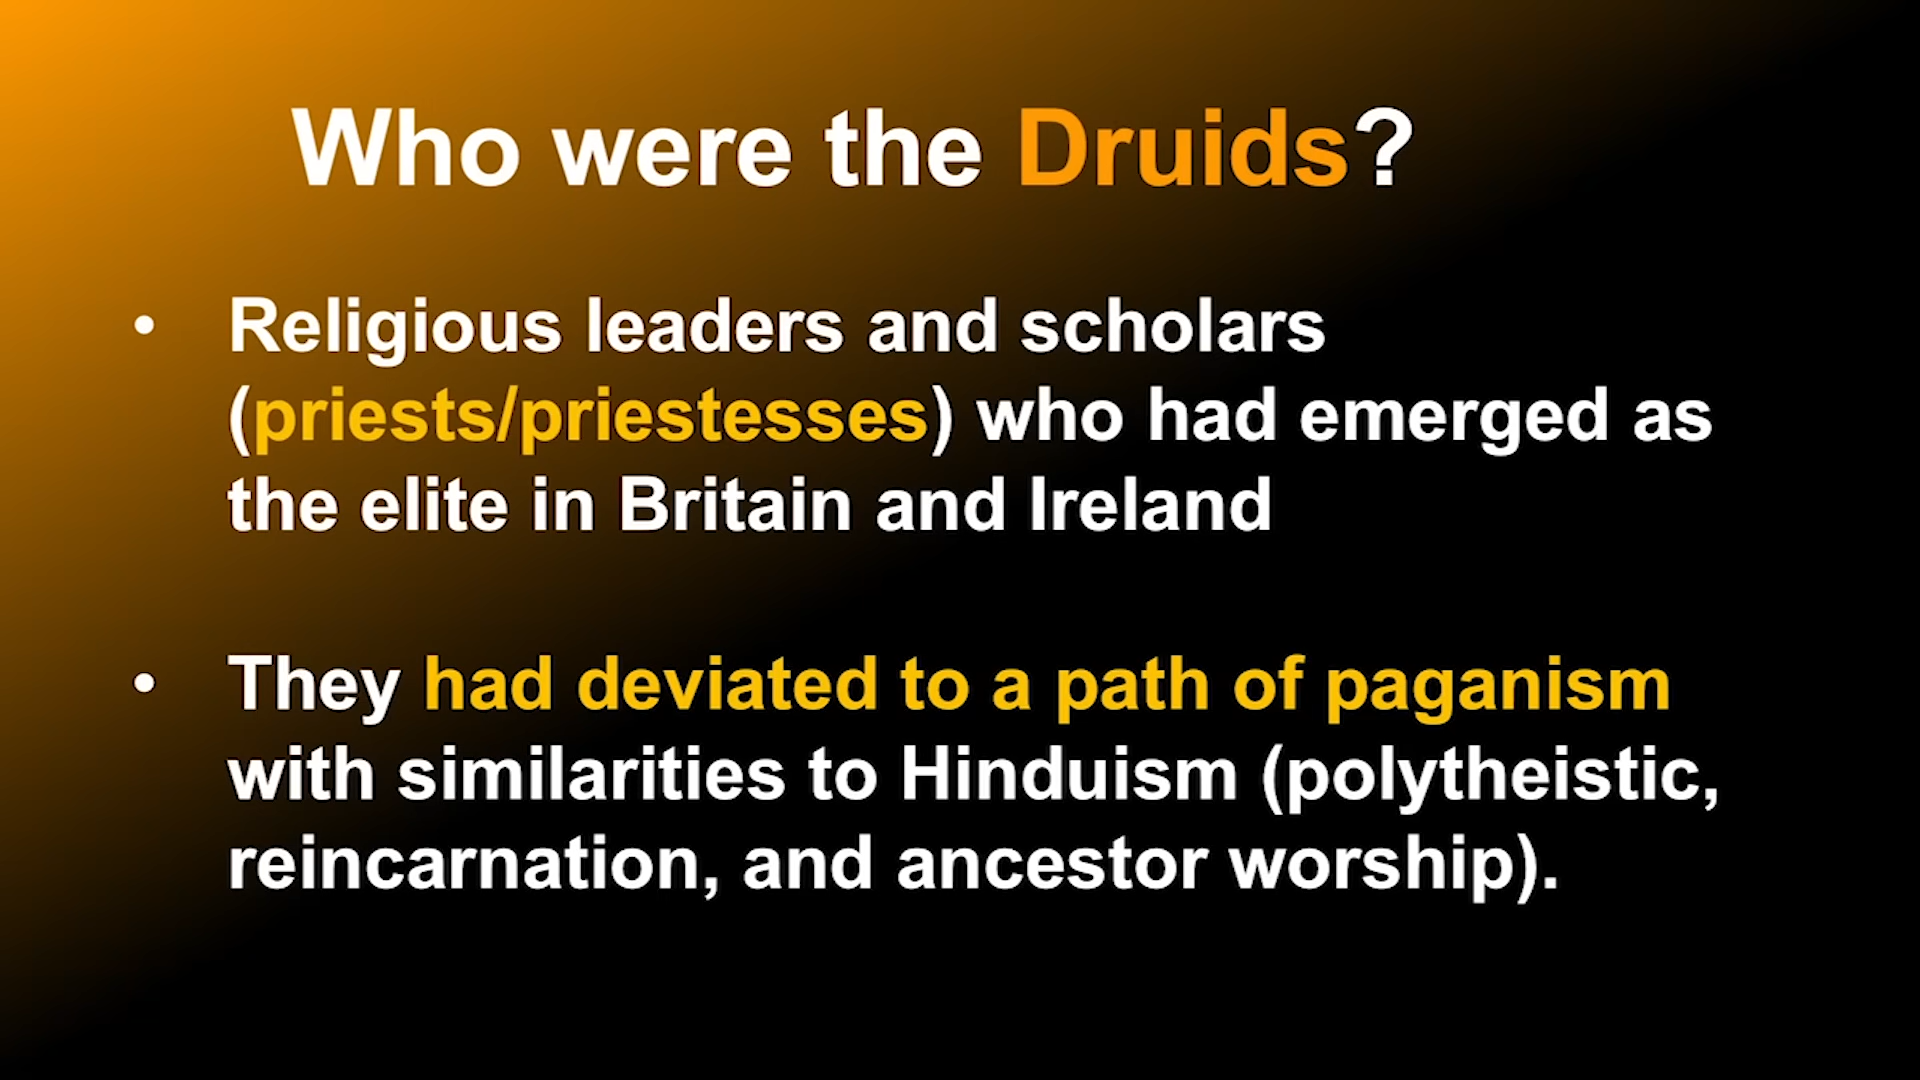 Who were the Druids?
• Religious leaders and scholars
(priests/priestesses) who had emerged as
the elite in Britain and Ireland
• They had deviated to a path of paganism
with similarities to Hinduism (polytheistic,
reincarnation, and ancestor worship).